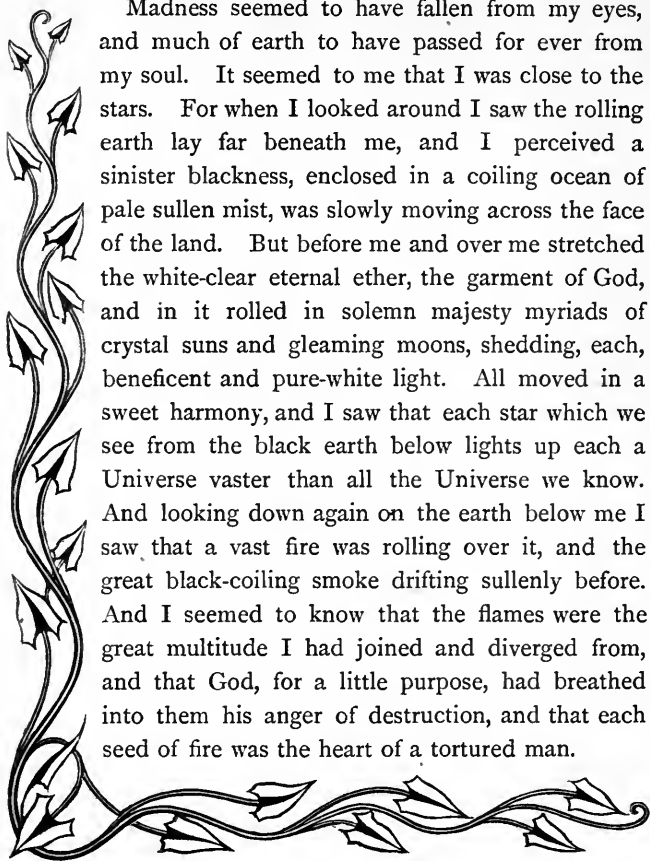 Madness seemed to have fallen from my eyes,
and much of earth to have passed for ever from
my soul. It seemed to me that I was close to the
stars. For when I looked around I saw the rolling
earth lay far beneath me, and I perceived a
sinister blackness, enclosed in a coiling ocean of
pale sullen mist, was slowly moving across the face
of the land. But before me and over me stretched
the white-clear eternal ether, the garment of God,
and in it rolled in solemn majesty myriads of
crystal suns and gleaming moons, shedding, each,
beneficent and pure-white light. All moved in a
sweet harmony, and I saw that each star which we
see from the black earth below lights up each a
Universe vaster than all the Universe we know.
And looking down again on the earth below me I
saw that a vast fire was rolling over it, and the
great black-coiling smoke drifting sullenly before.
And I seemed to know that the flames were the
great multitude I had joined and diverged from,
and that God, for a little purpose, had breathed
into them his anger of destruction, and that each
seed of fire was the heart of a tortured man.